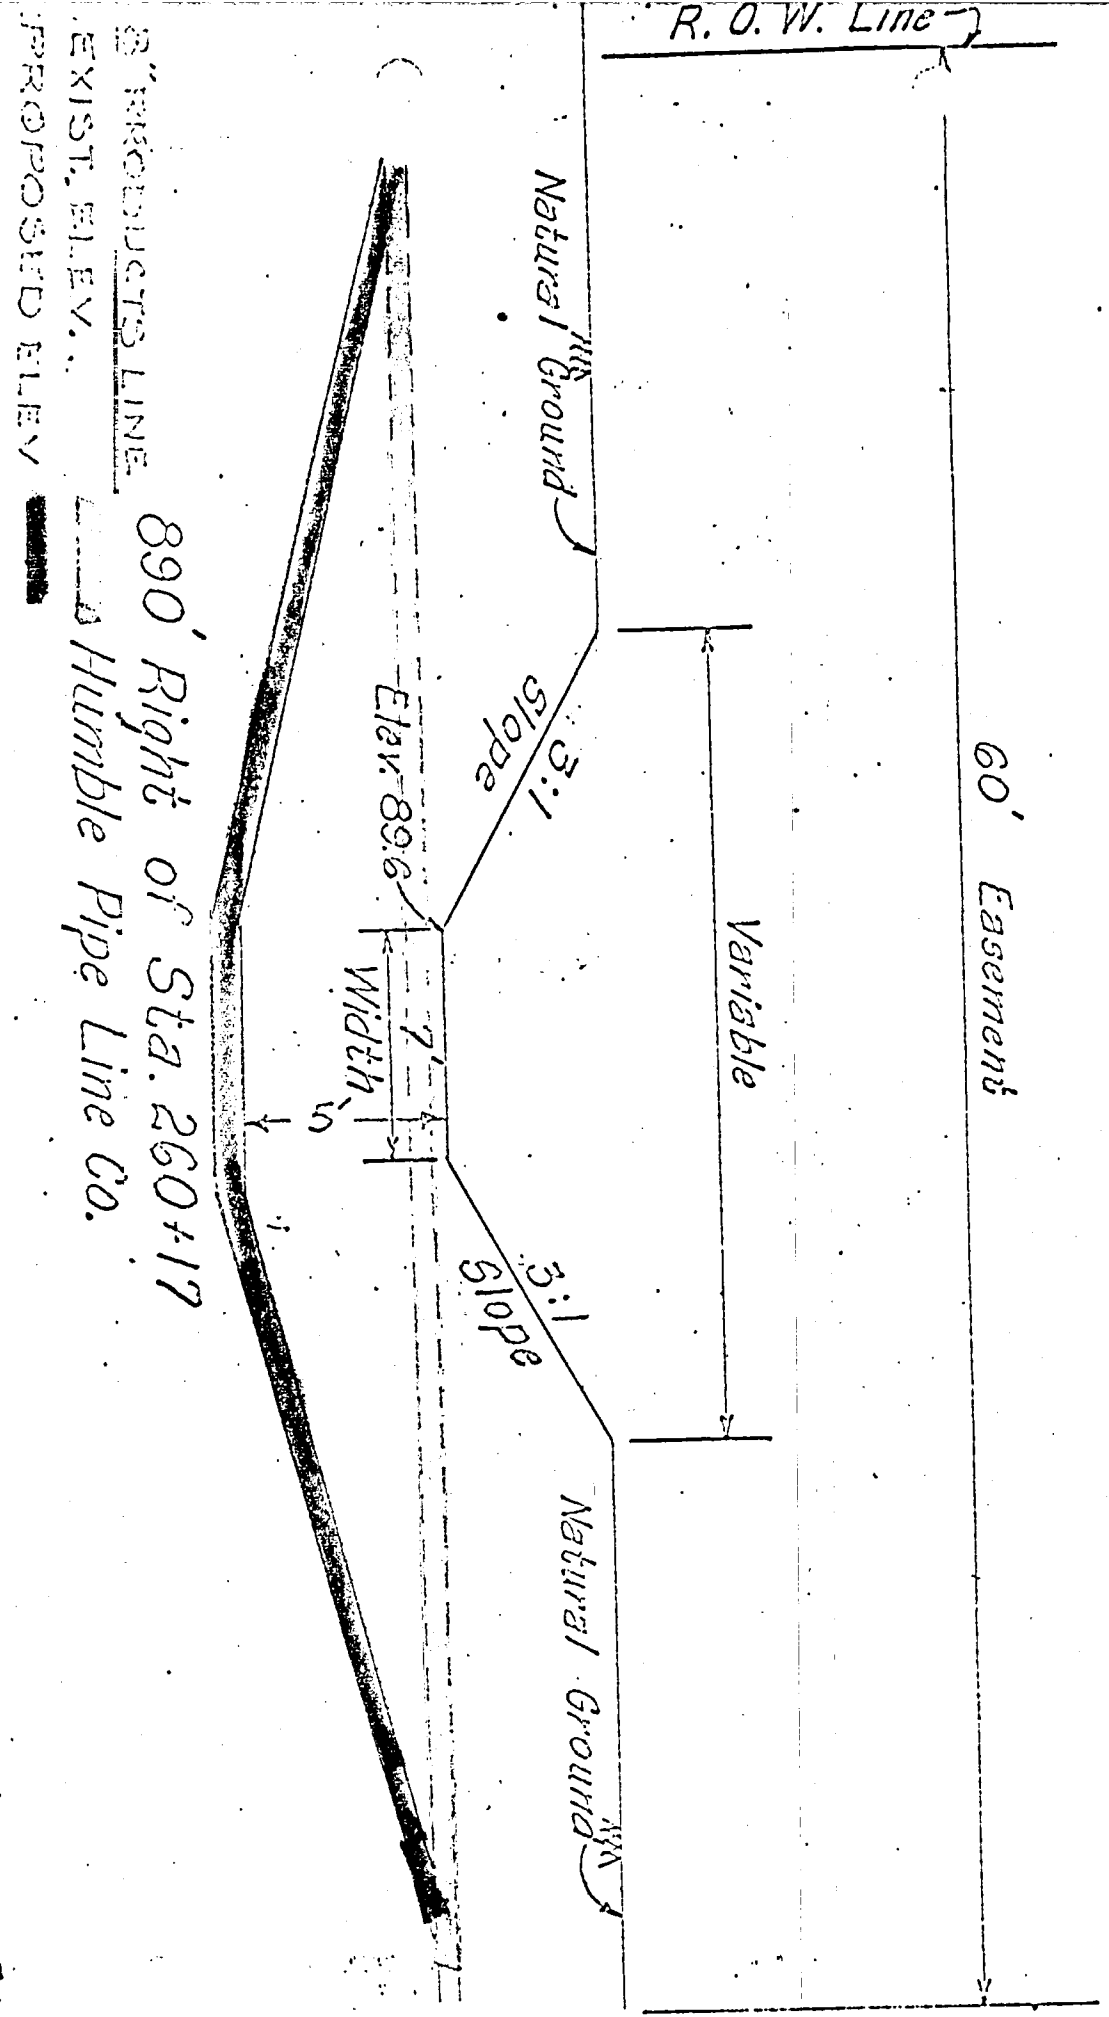 R. O. W. Line
60' Easement
Variable
Natural Ground
3:1
Slope
Elev. 89.6
7'
Width
5'
3:1
Slope
Natural Ground
890' Right of Sta. 260+17
Humble Pipe Line Co.
8" PRODUCTS LINE
EXIST. ELEV.
PROPOSED ELEV